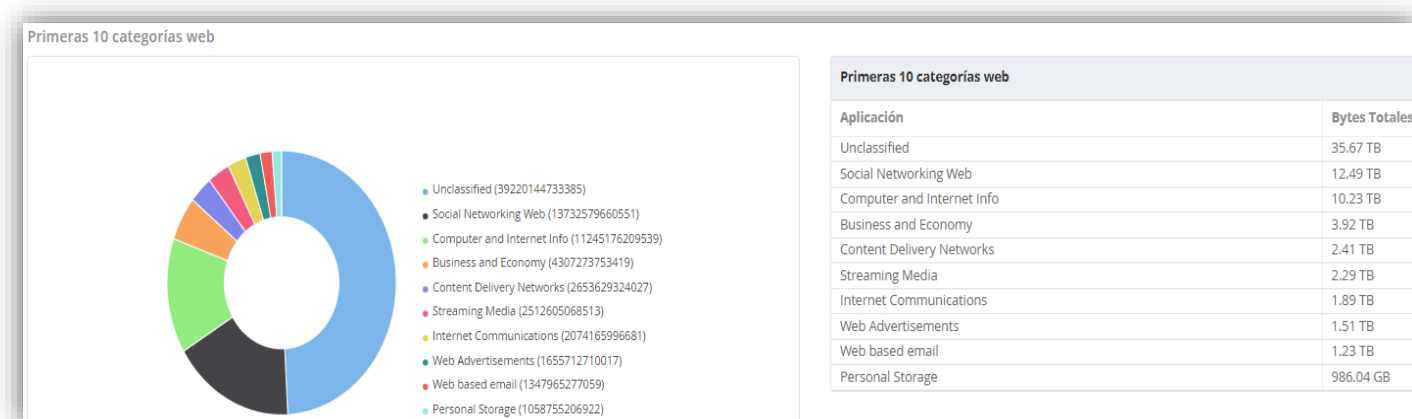 Primeras 10 categorías web
Unclassified (39220144733385)
Social Networking Web (13732579660551)
Computer and Internet Info (11245176209539)
Business and Economy (4307273753419)
Content Delivery Networks (2653629324027)
Streaming Media (2512605068513)
Internet Communications (2074165996681)
Web Advertisements (1655712710017)
Web based email (1347965277059)
Personal Storage (1058755206922)
Primeras 10 categorías web
Aplicación Bytes Totales
Unclassified 35.67 TB
Social Networking Web 12.49 TB
Computer and Internet Info 10.23 TB
Business and Economy 3.92 TB
Content Delivery Networks 2.41 TB
Streaming Media 2.29 TB
Internet Communications 1.89 TB
Web Advertisements 1.51 TB
Web based email 1.23 TB
Personal Storage 986.04 GB